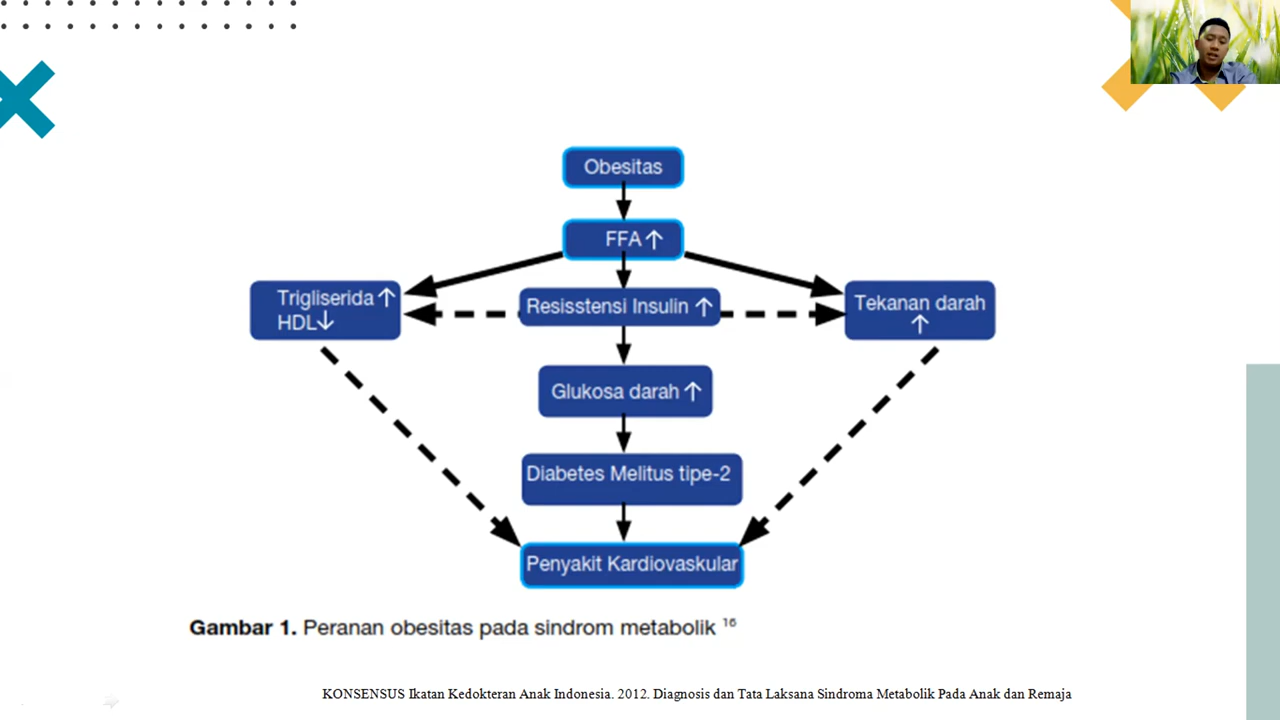 Obesitas
FFA ↑
Trigliserida ↑
HDL↓
Resisstensi Insulin ↑
Tekanan darah
↑
Glukosa darah ↑
Diabetes Melitus tipe-2
Penyakit Kardiovaskular
Gambar 1. Peranan obesitas pada sindrom metabolik 16
KONSENSUS Ikatan Kedokteran Anak Indonesia. 2012. Diagnosis dan Tata Laksana Sindroma Metabolik Pada Anak dan Remaja